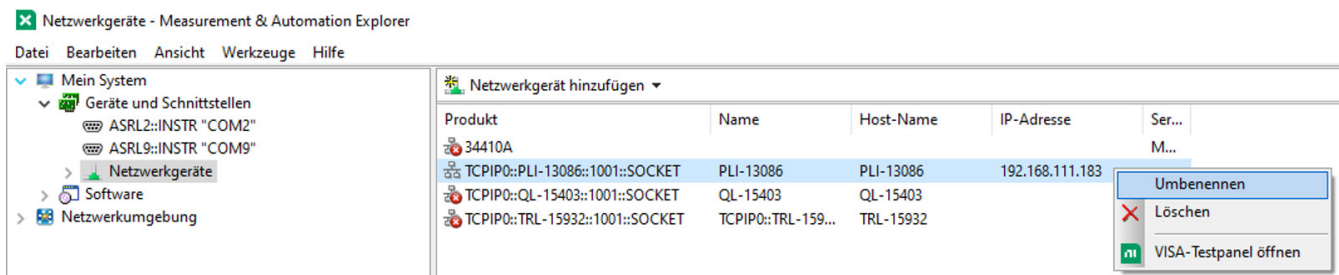 Netzwerkgeräte - Measurement & Automation Explorer
Datei Bearbeiten Ansicht Werkzeuge Hilfe
Mein System
Geräte und Schnittstellen
ASRL2::INSTR "COM2"
ASRL9::INSTR "COM9"
Netzwerkgeräte
Software
Netzwerkumgebung
Netzwerkgerät hinzufügen
Produkt Name Host-Name IP-Adresse Ser...
34410A M...
TCPIP0::PLI-13086::1001::SOCKET PLI-13086 PLI-13086 192.168.111.183
TCPIP0::QL-15403::1001::SOCKET QL-15403 QL-15403
TCPIP0::TRL-15932::1001::SOCKET TCPIP0::TRL-159... TRL-15932
Umbenennen
Löschen
VISA-Testpanel öffnen